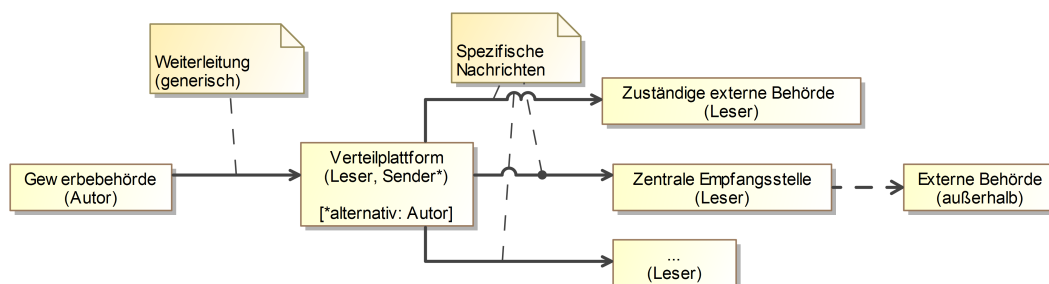 Weiterleitung
(generisch)
Spezifische
Nachrichten
Zuständige externe Behörde
(Leser)
Gewerbebehörde
(Autor)
Verteilplattform
(Leser, Sender*)
[*alternativ: Autor]
Zentrale Empfangsstelle
(Leser)
Externe Behörde
(außerhalb)
...
(Leser)